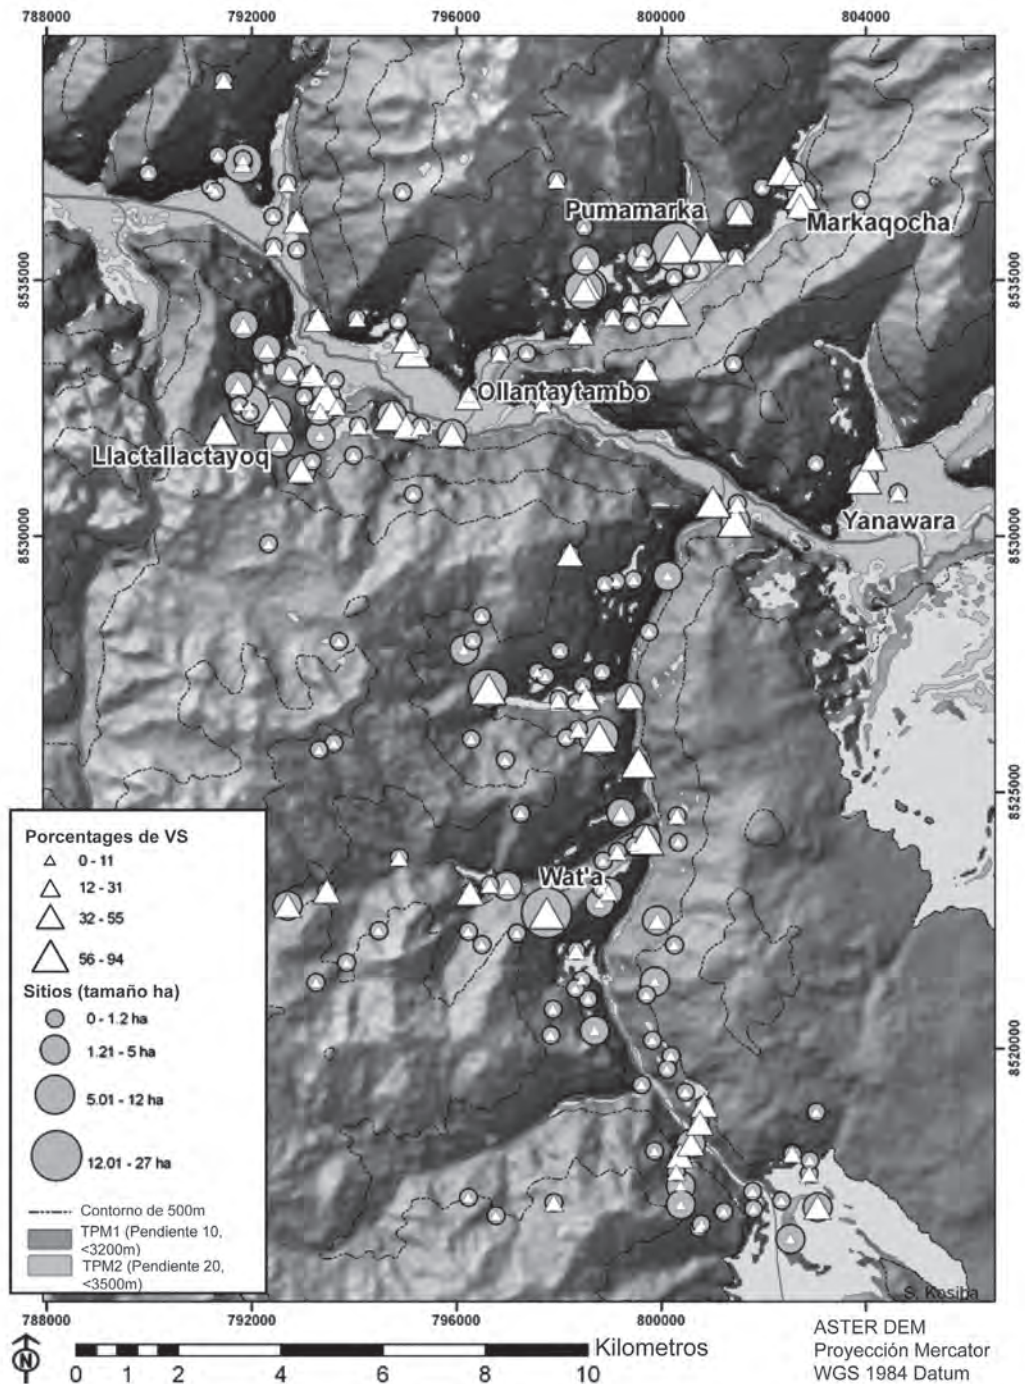 788000
792000
796000
800000
804000
8535000
8535000
8530000
8530000
8525000
8520000
Pumamarka
Markaqocha
Ollantaytambo
Llactallactayoq
Yanawara
Wat'a
Porcentages de VS
0 - 11
12 - 31
32 - 55
56 - 94
Sitios (tamaño ha)
0 - 1.2 ha
1.21 - 5 ha
5.01 - 12 ha
12.01 - 27 ha
Contorno de 500m
TPM1 (Pendiente 10,
<3200m)
TPM2 (Pendiente 20,
<3500m)
S. Kosiba
788000
792000
796000
800000
804000
N
Kilometros
0 1 2 4 6 8 10
ASTER DEM
Proyección Mercator
WGS 1984 Datum